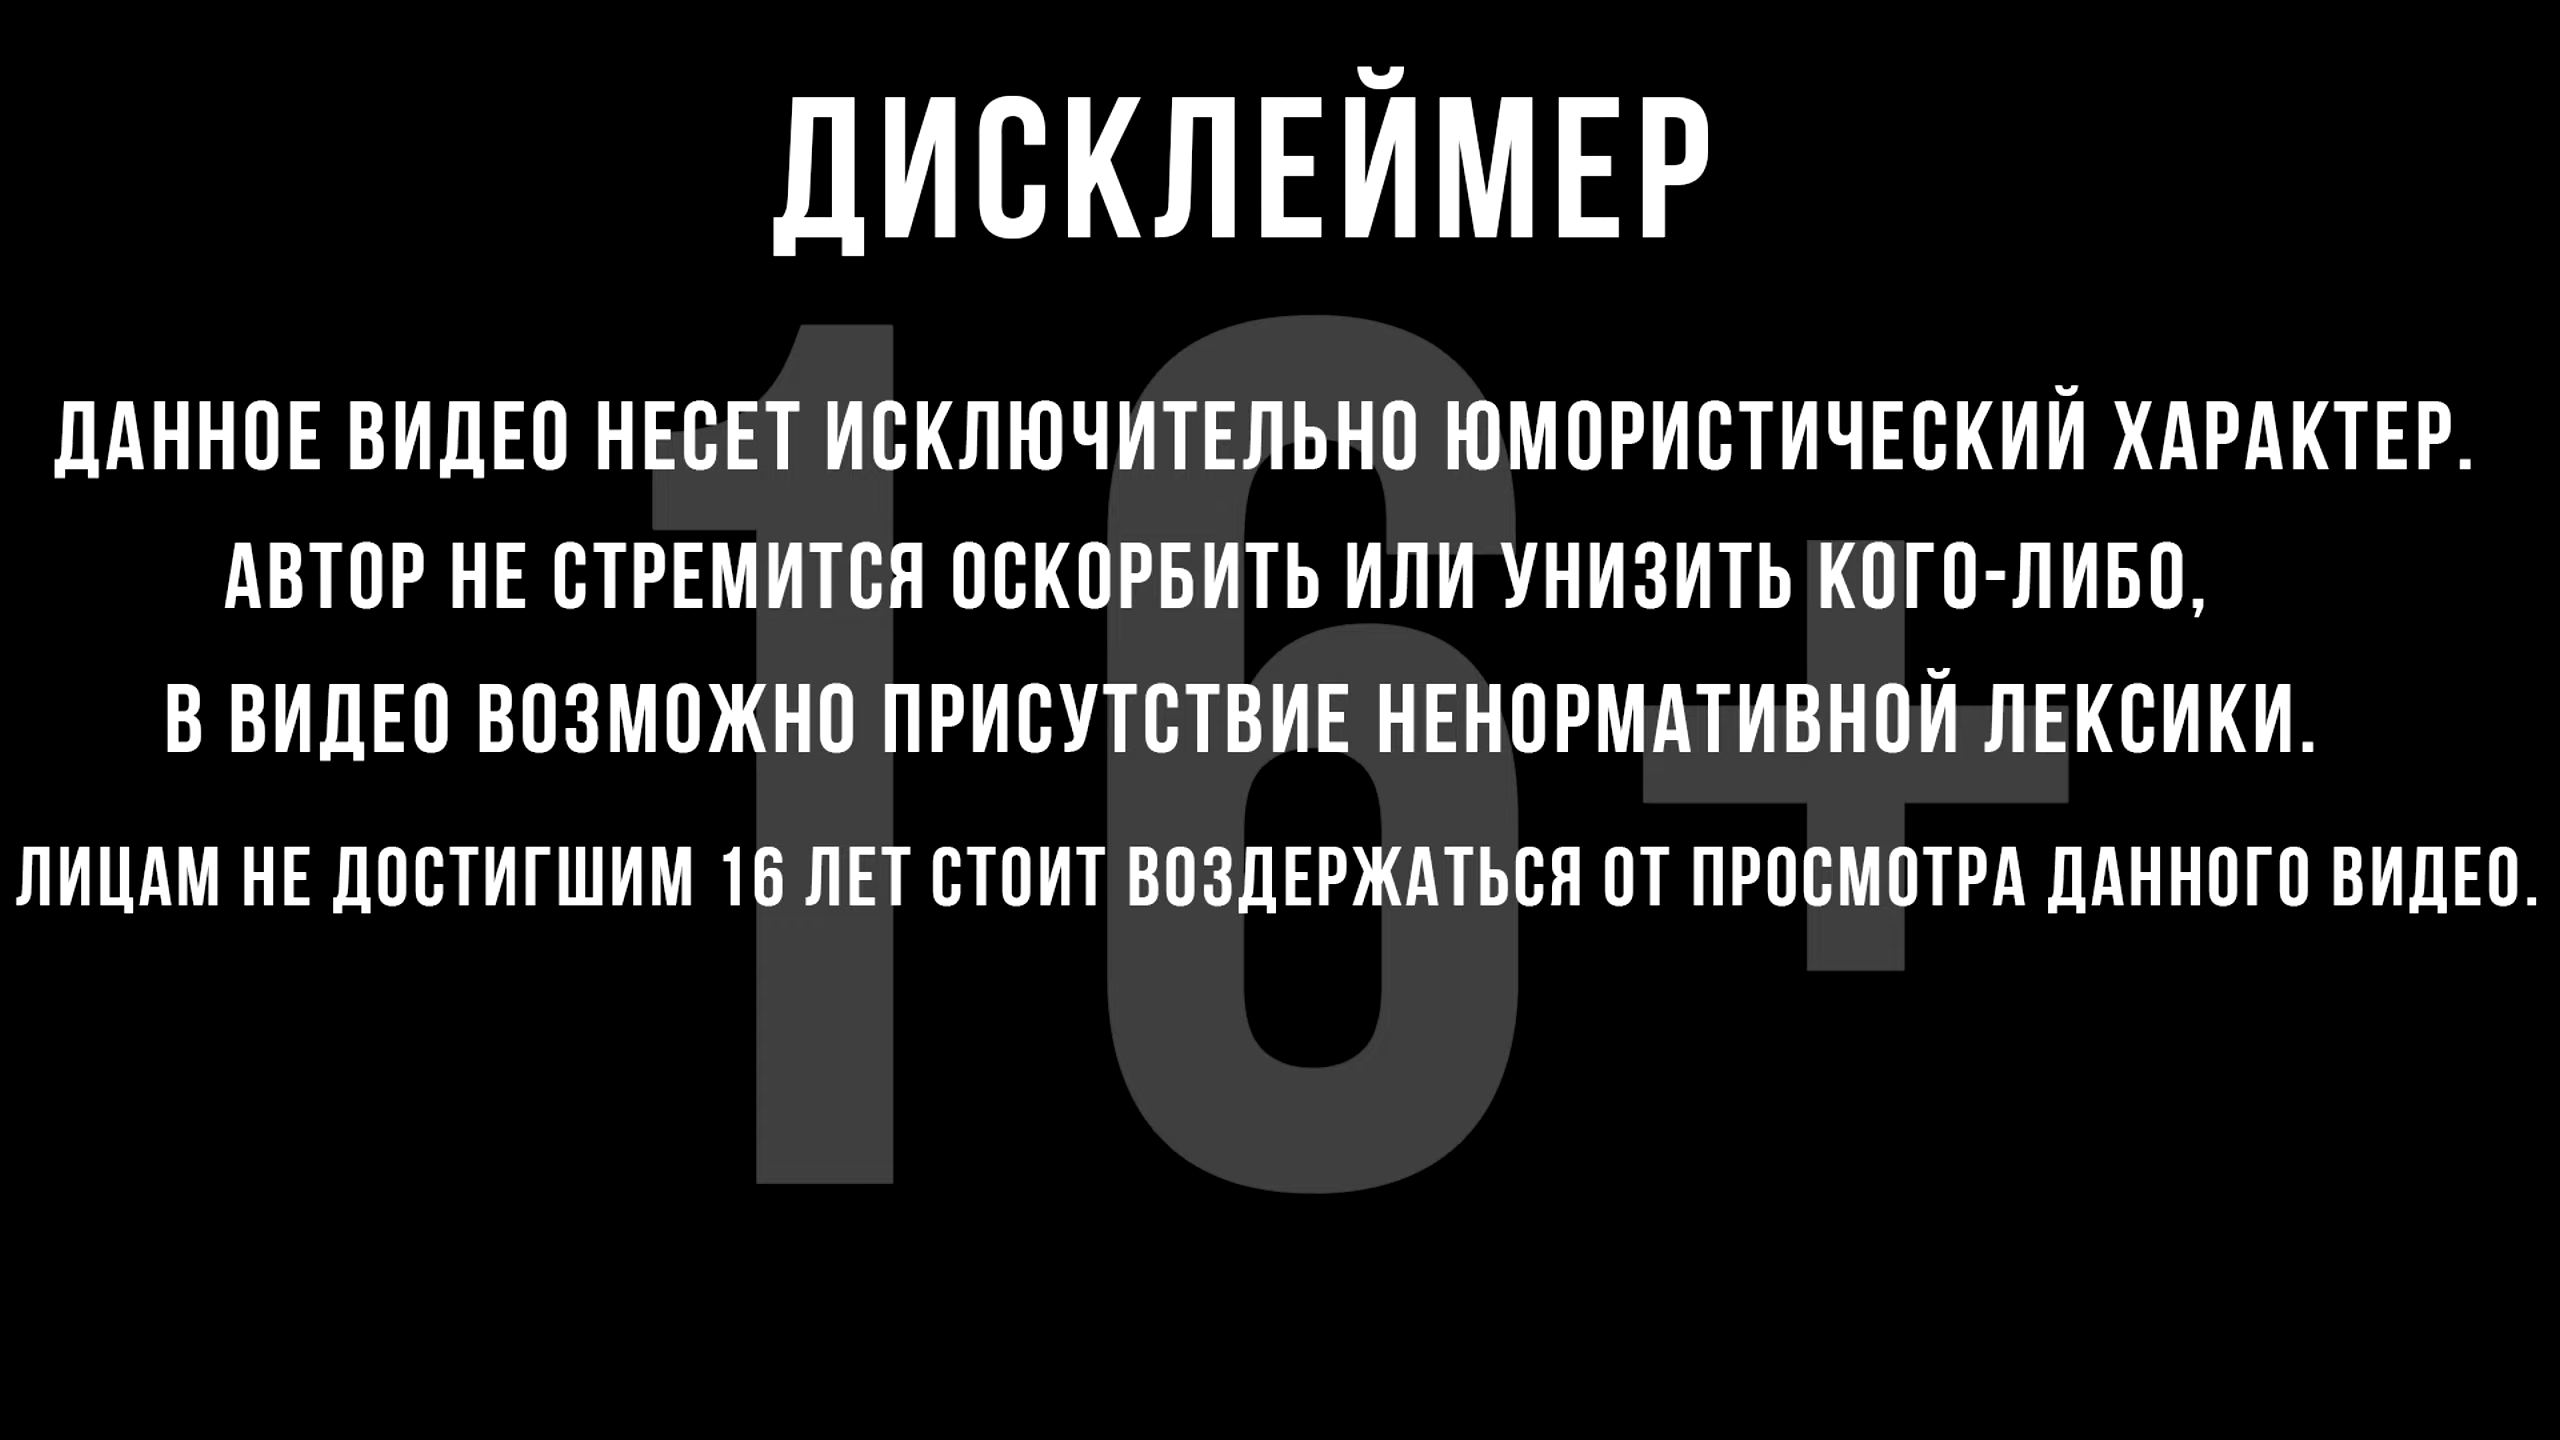 ДИСКЛЕЙМЕР
ДАННОЕ ВИДЕО НЕСЕТ ИСКЛЮЧИТЕЛЬНО ЮМОРИСТИЧЕСКИЙ ХАРАКТЕР.
АВТОР НЕ СТРЕМИТСЯ ОСКОРБИТЬ ИЛИ УНИЗИТЬ КОГО-ЛИБО,
В ВИДЕО ВОЗМОЖНО ПРИСУТСТВИЕ НЕНОРМАТИВНОЙ ЛЕКСИКИ.
ЛИЦАМ НЕ ДОСТИГШИМ 16 ЛЕТ СТОИТ ВОЗДЕРЖАТЬСЯ ОТ ПРОСМОТРА ДАННОГО ВИДЕО.
16+